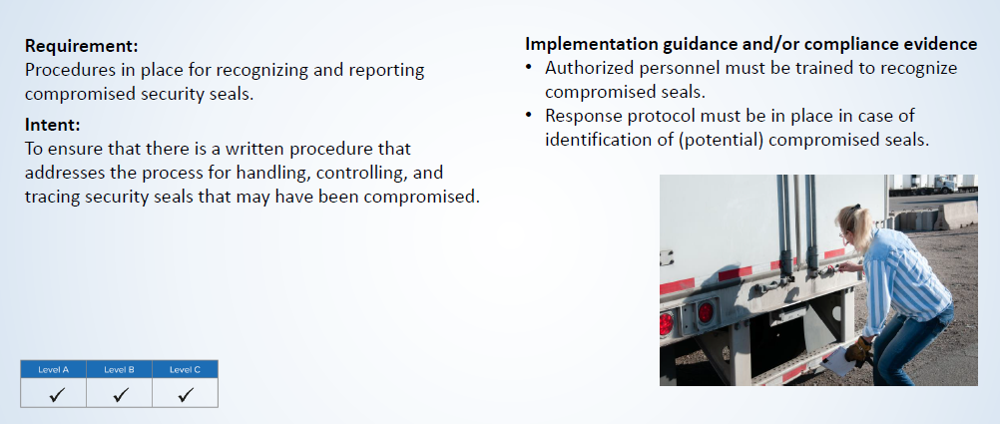 Requirement:
Procedures in place for recognizing and reporting
compromised security seals.
Intent:
To ensure that there is a written procedure that
addresses the process for handling, controlling, and
tracing security seals that may have been compromised.
Implementation guidance and/or compliance evidence
• Authorized personnel must be trained to recognize
compromised seals.
• Response protocol must be in place in case of
identification of (potential) compromised seals.
Level A Level B Level C
✓ ✓ ✓